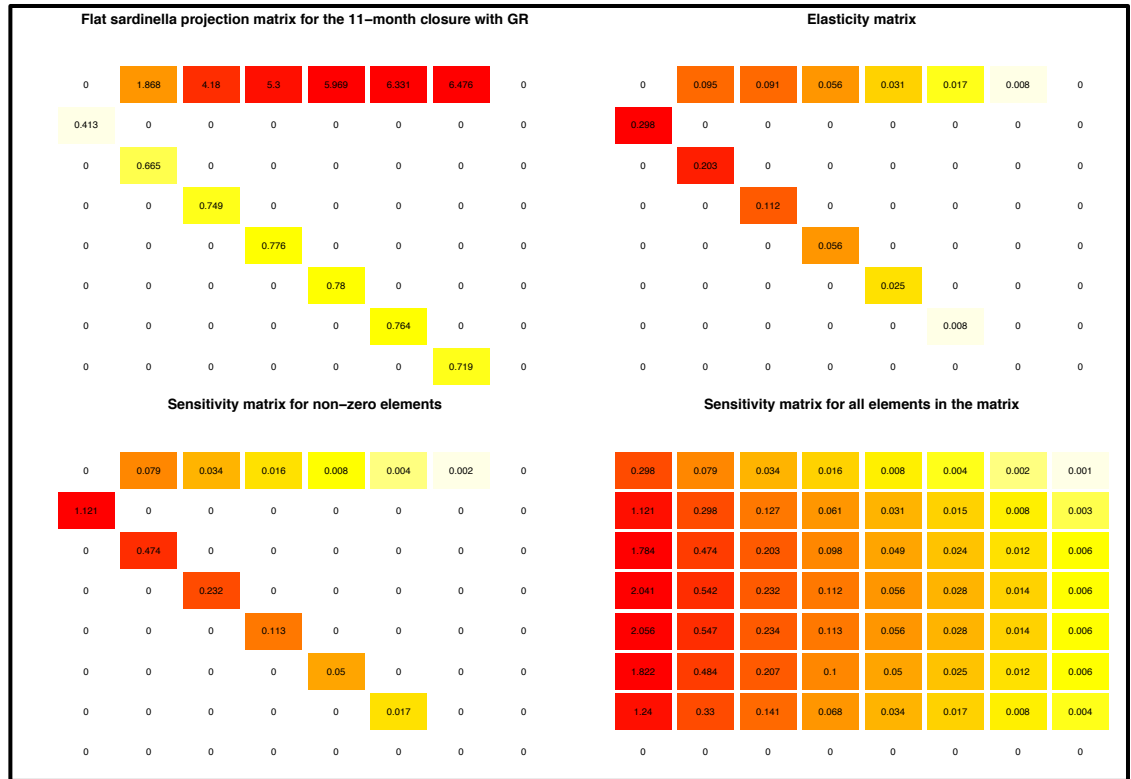 Flat sardinella projection matrix for the 11−month closure with GR
0 1.868 4.18 5.3 5.969 6.331 6.476 0
0.413 0 0 0 0 0 0 0
0 0.665 0 0 0 0 0 0
0 0 0.749 0 0 0 0 0
0 0 0 0.776 0 0 0 0
0 0 0 0 0.78 0 0 0
0 0 0 0 0 0.764 0 0
0 0 0 0 0 0 0.719 0
Elasticity matrix
0 0.095 0.091 0.056 0.031 0.017 0.008 0
0.298 0 0 0 0 0 0 0
0 0.203 0 0 0 0 0 0
0 0 0.112 0 0 0 0 0
0 0 0 0.056 0 0 0 0
0 0 0 0 0.025 0 0 0
0 0 0 0 0 0.008 0 0
0 0 0 0 0 0 0 0
Sensitivity matrix for non−zero elements
0 0.079 0.034 0.016 0.008 0.004 0.002 0
1.121 0 0 0 0 0 0 0
0 0.474 0 0 0 0 0 0
0 0 0.232 0 0 0 0 0
0 0 0 0.113 0 0 0 0
0 0 0 0 0.05 0 0 0
0 0 0 0 0 0.017 0 0
0 0 0 0 0 0 0 0
Sensitivity matrix for all elements in the matrix
0.298 0.079 0.034 0.016 0.008 0.004 0.002 0.001
1.121 0.298 0.127 0.061 0.031 0.015 0.008 0.003
1.784 0.474 0.203 0.098 0.049 0.024 0.012 0.006
2.041 0.542 0.232 0.112 0.056 0.028 0.014 0.006
2.056 0.547 0.234 0.113 0.056 0.028 0.014 0.006
1.822 0.484 0.207 0.1 0.05 0.025 0.012 0.006
1.24 0.33 0.141 0.068 0.034 0.017 0.008 0.004
0 0 0 0 0 0 0 0